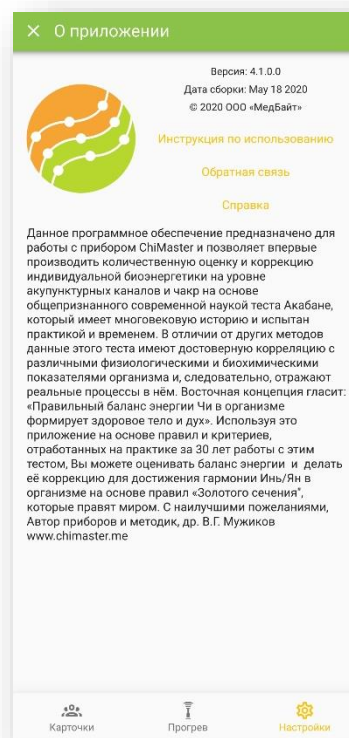 О приложении
Версия: 4.1.0.0
Дата сборки: May 18 2020
© 2020 ООО «МедБайт»
Инструкция по использованию
Обратная связь
Справка
Данное программное обеспечение предназначено для
работы с прибором ChiMaster и позволяет впервые
производить количественную оценку и коррекцию
индивидуальной биоэнергетики на уровне
акупунктурных каналов и чакр на основе
общепризнанного современной наукой теста Акабане,
который имеет многовековую историю и испытан
практикой и временем. В отличии от других методов
данные этого теста имеют достоверную корреляцию с
различными физиологическими и биохимическими
показателями организма и, следовательно, отражают
реальные процессы в нём. Восточная концепция гласит:
«Правильный баланс энергии Чи в организме
формирует здоровое тело и дух». Используя это
приложение на основе правил и критериев,
отработанных на практике за 30 лет работы с этим
тестом, Вы можете оценивать баланс энергии и делать
её коррекцию для достижения гармонии Инь/Ян в
организме на основе правил «Золотого сечения",
которые правят миром. С наилучшими пожеланиями,
Автор приборов и методик, др. В.Г. Мужиков
www.chimaster.me
Карточки
Прогрев
Настройки